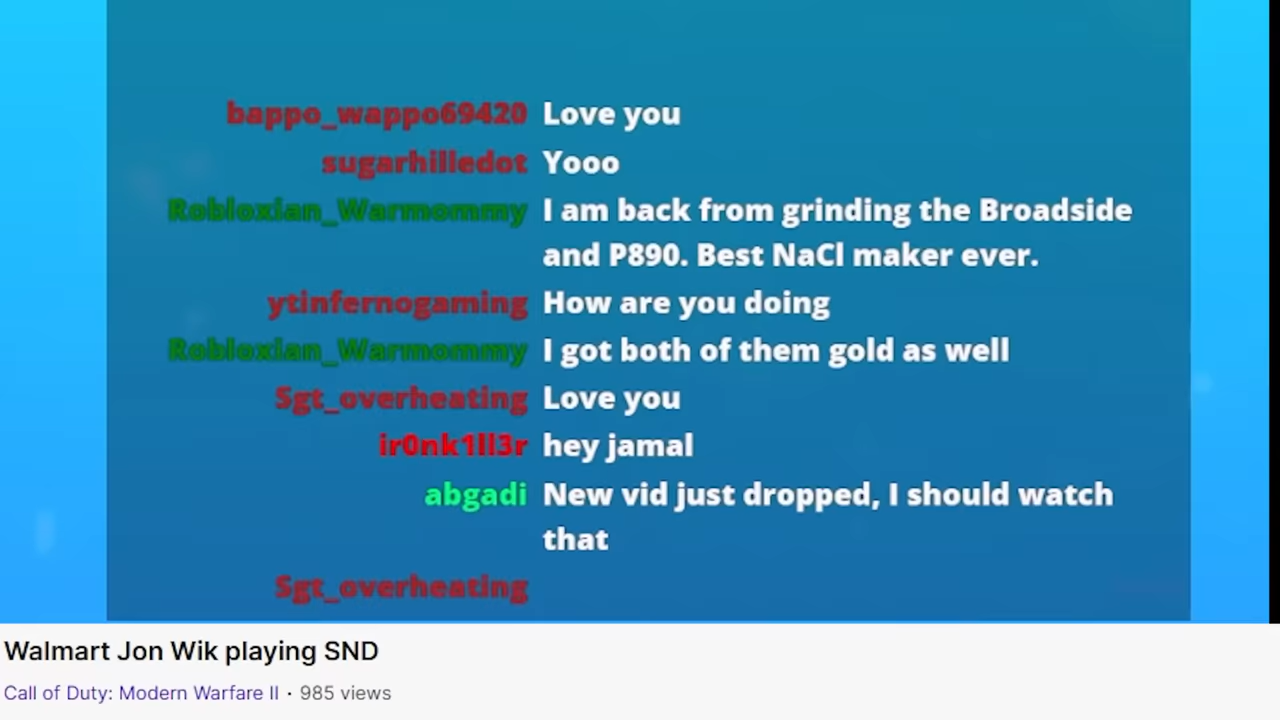 bappo_wappo69420 Love you
sugarhilledot Yooo
Robloxian_Warmommy I am back from grinding the Broadside
and P890. Best NaCl maker ever.
ytinfernogaming How are you doing
Robloxian_Warmommy I got both of them gold as well
Sgt_overheating Love you
ir0nk1ll3r hey jamal
abgadi New vid just dropped, I should watch
that
Sgt_overheating
Walmart Jon Wik playing SND
Call of Duty: Modern Warfare II · 985 views